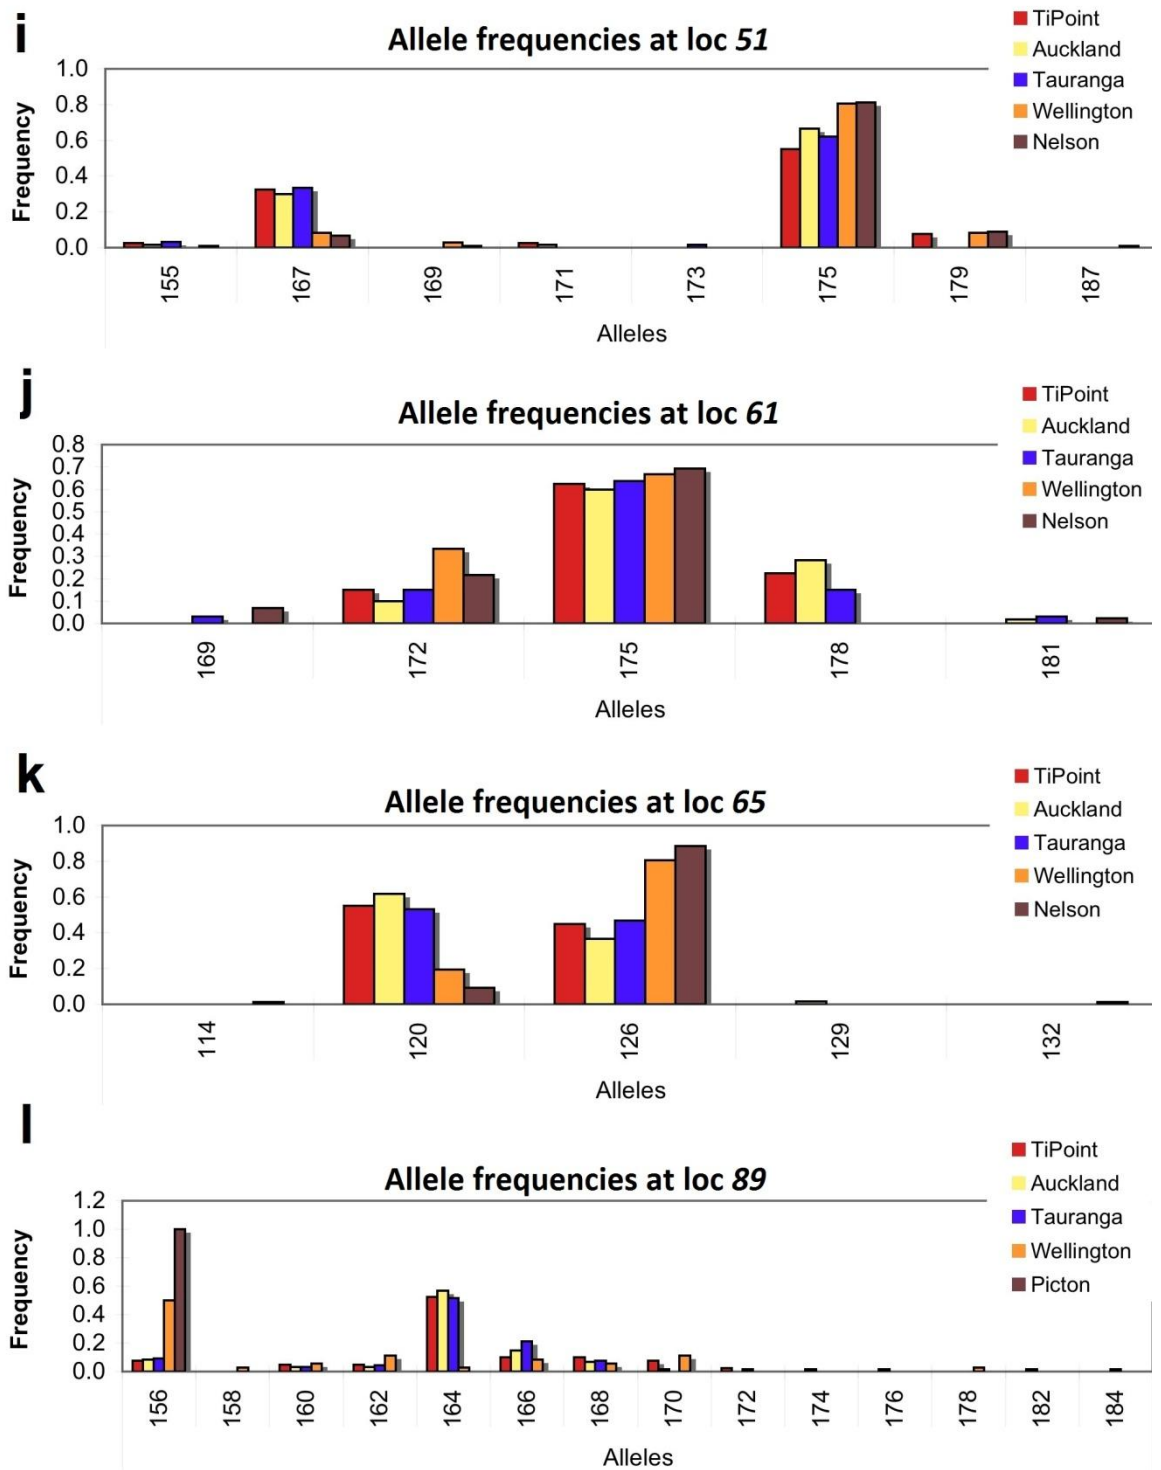 i
Allele frequencies at loc 51
TiPoint
Auckland
Tauranga
Wellington
Nelson
Frequency
1.0
0.8
0.6
0.4
0.2
0.0
155 167 169 171 173 175 179 187
Alleles
j
Allele frequencies at loc 61
TiPoint
Auckland
Tauranga
Wellington
Nelson
Frequency
0.8
0.7
0.6
0.5
0.4
0.3
0.2
0.1
0.0
169 172 175 178 181
Alleles
k
Allele frequencies at loc 65
TiPoint
Auckland
Tauranga
Wellington
Nelson
Frequency
1.0
0.8
0.6
0.4
0.2
0.0
114 120 126 129 132
Alleles
l
Allele frequencies at loc 89
TiPoint
Auckland
Tauranga
Wellington
Picton
Frequency
1.2
1.0
0.8
0.6
0.4
0.2
0.0
156 158 160 162 164 166 168 170 172 174 176 178 182 184
Alleles